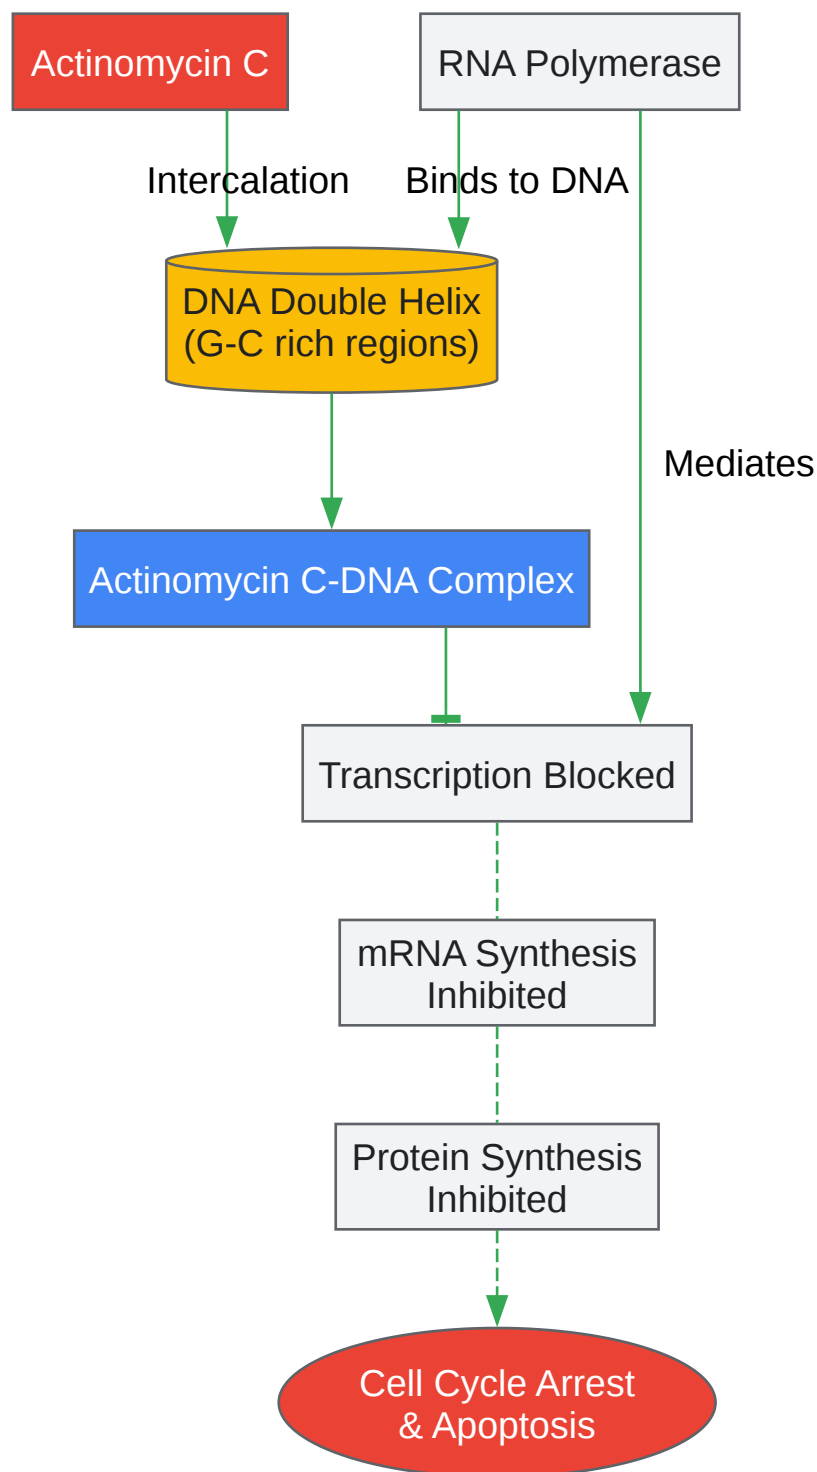 Actinomycin C
RNA Polymerase
Intercalation
Binds to DNA
DNA Double Helix
(G-C rich regions)
Mediates
Actinomycin C-DNA Complex
Transcription Blocked
mRNA Synthesis
Inhibited
Protein Synthesis
Inhibited
Cell Cycle Arrest
& Apoptosis